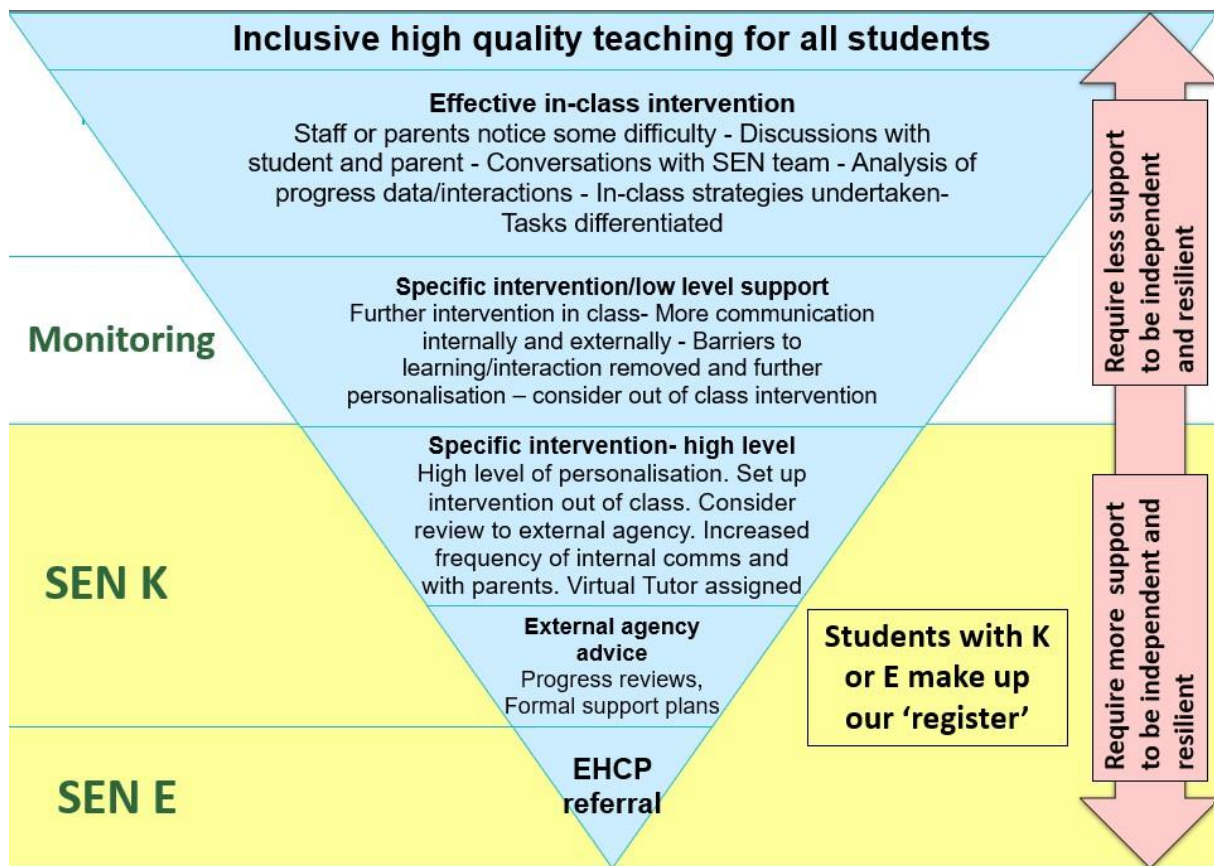 Inclusive high quality teaching for all students
Effective in-class intervention
Staff or parents notice some difficulty - Discussions with
student and parent - Conversations with SEN team - Analysis of
progress data/interactions - In-class strategies undertaken-
Tasks differentiated
Monitoring
Specific intervention/low level support
Further intervention in class- More communication
internally and externally - Barriers to
learning/interaction removed and further
personalisation – consider out of class intervention
SEN K
Specific intervention- high level
High level of personalisation. Set up
intervention out of class. Consider
review to external agency. Increased
frequency of internal comms and
with parents. Virtual Tutor assigned
External agency
advice
Progress reviews,
Formal support plans
Students with K
or E make up
our ‘register’
SEN E
EHCP
referral
Require less support
to be independent
and resilient
Require more support
to be independent and
resilient